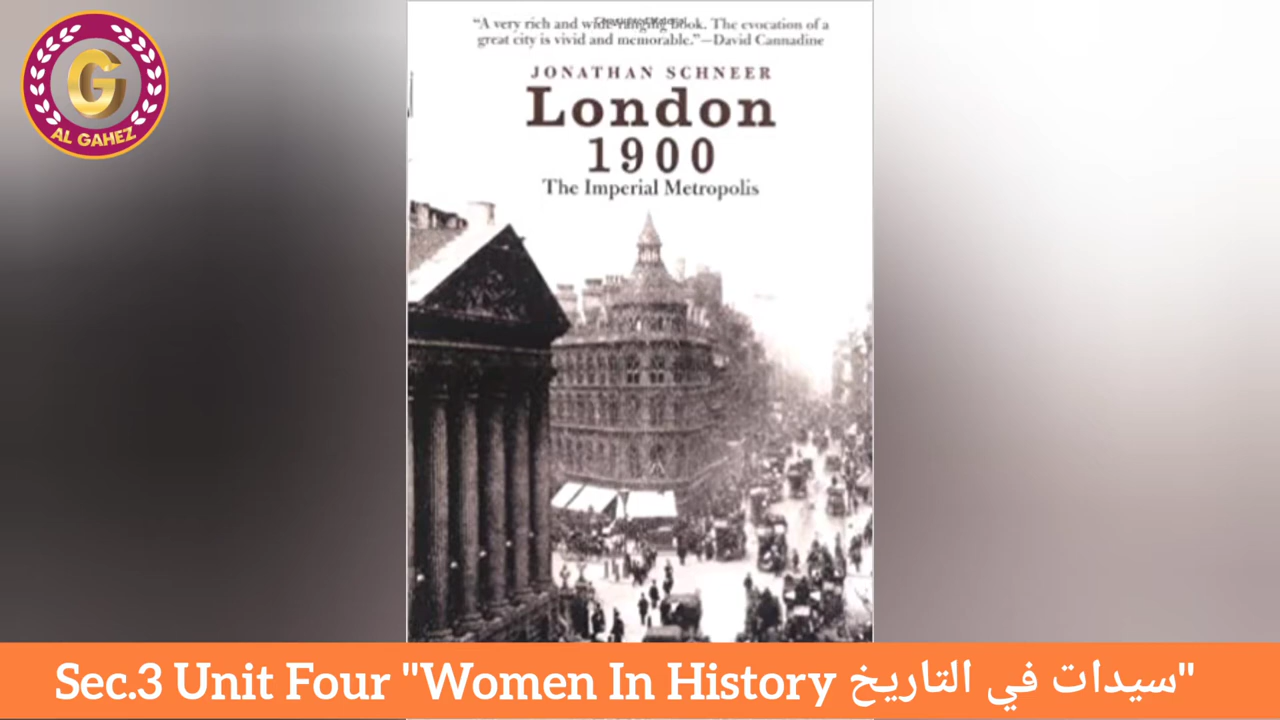 G
AL GAHEZ
"A very rich and wide-ranging book. The evocation of a
great city is vivid and memorable."—David Cannadine
JONATHAN SCHNEER
London
1900
The Imperial Metropolis
Sec.3 Unit Four "Women In History سيدات في التاريخ"